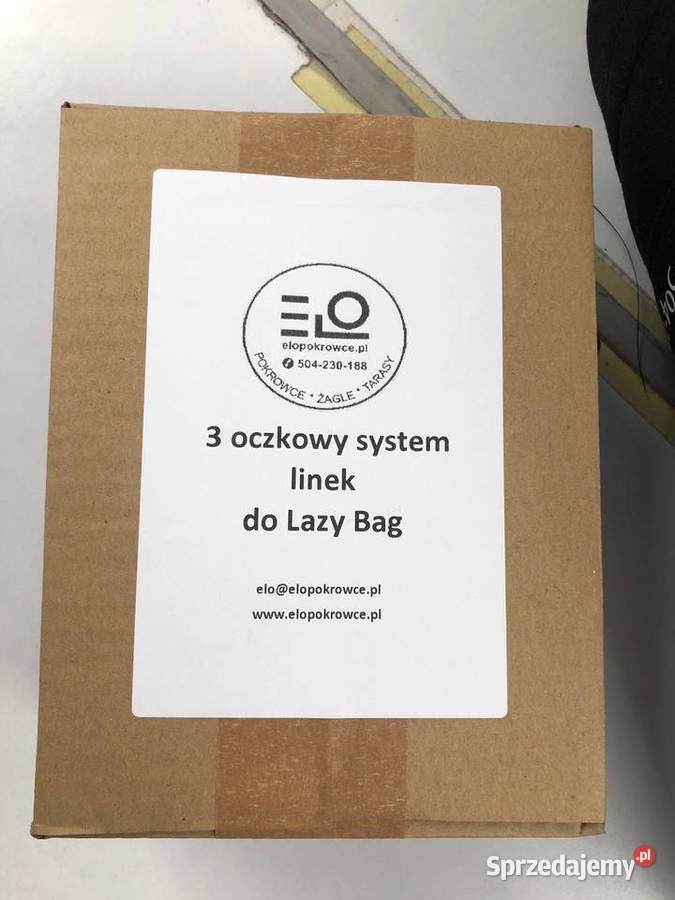 ELO
elopokrowce.pl
504-230-188
POKROWCE * ŻAGLE * TARASY
3 oczkowy system
linek
do Lazy Bag
elo@elopokrowce.pl
www.elopokrowce.pl
Sprzedajemy.pl